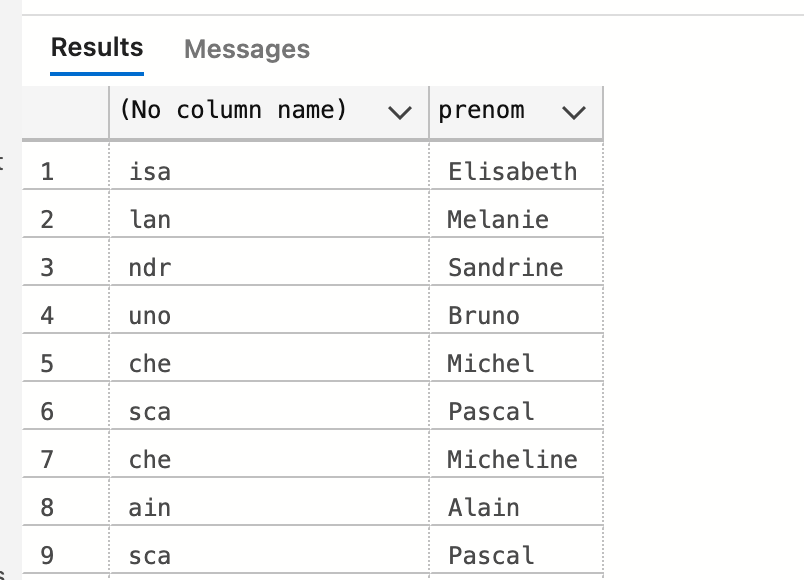 Results Messages
(No column name) prenom
1 isa Elisabeth
2 lan Melanie
3 ndr Sandrine
4 uno Bruno
5 che Michel
6 sca Pascal
7 che Micheline
8 ain Alain
9 sca Pascal